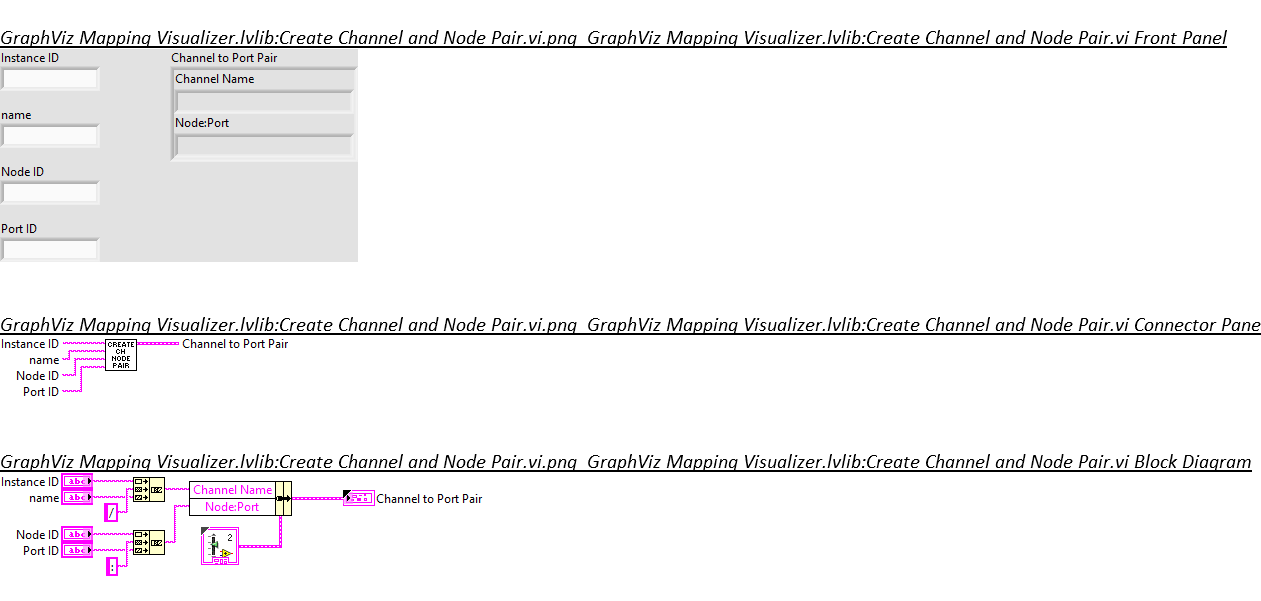 GraphViz Mapping Visualizer.lvlib:Create Channel and Node Pair.vi.png  GraphViz Mapping Visualizer.lvlib:Create Channel and Node Pair.vi Front Panel
Instance ID
Channel to Port Pair
Channel Name
name
Node:Port
Node ID
Port ID
GraphViz Mapping Visualizer.lvlib:Create Channel and Node Pair.vi.png  GraphViz Mapping Visualizer.lvlib:Create Channel and Node Pair.vi Connector Pane
Instance ID
name
Node ID
Port ID
CREATE
CH
NODE
PAIR
Channel to Port Pair
GraphViz Mapping Visualizer.lvlib:Create Channel and Node Pair.vi.png  GraphViz Mapping Visualizer.lvlib:Create Channel and Node Pair.vi Block Diagram
Instance ID abc
name abc
/
Channel Name
Node:Port
Channel to Port Pair
Node ID abc
Port ID abc
:
2